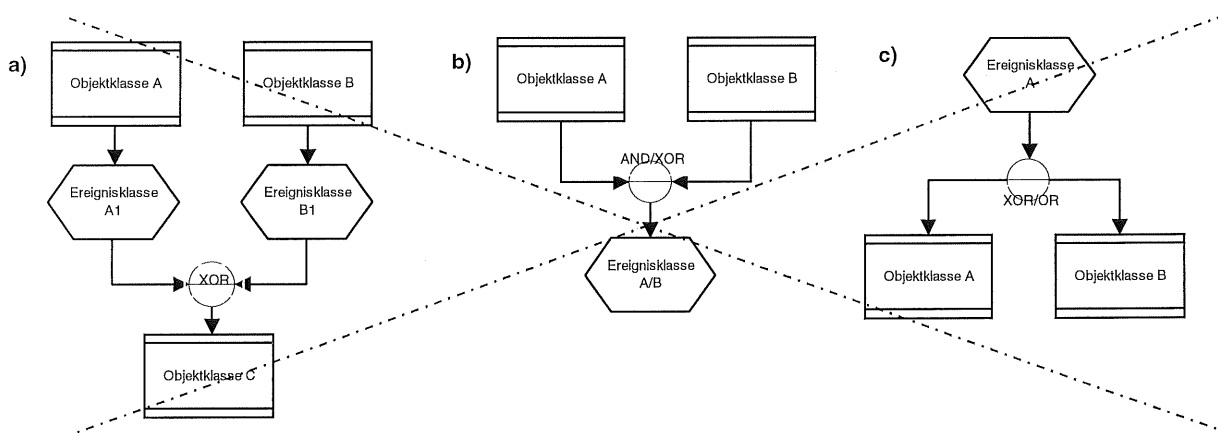 a)
Objektklasse A
Objektklasse B
Ereignisklasse
A1
Ereignisklasse
B1
XOR
Objektklasse C
b)
Objektklasse A
Objektklasse B
AND/XOR
Ereignisklasse
A/B
c)
Ereignisklasse
A
XOR/OR
Objektklasse A
Objektklasse B